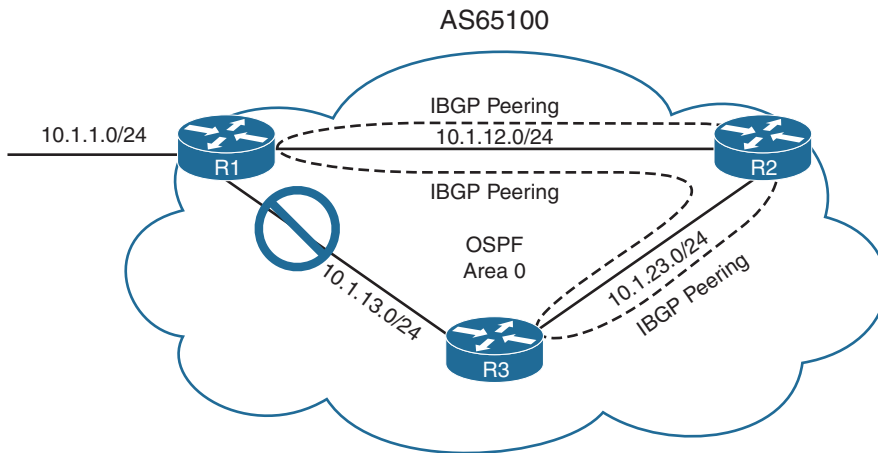 AS65100
IBGP Peering
10.1.1.0/24
10.1.12.0/24
R1
R2
IBGP Peering
OSPF
Area 0
10.1.13.0/24
10.1.23.0/24
IBGP Peering
R3